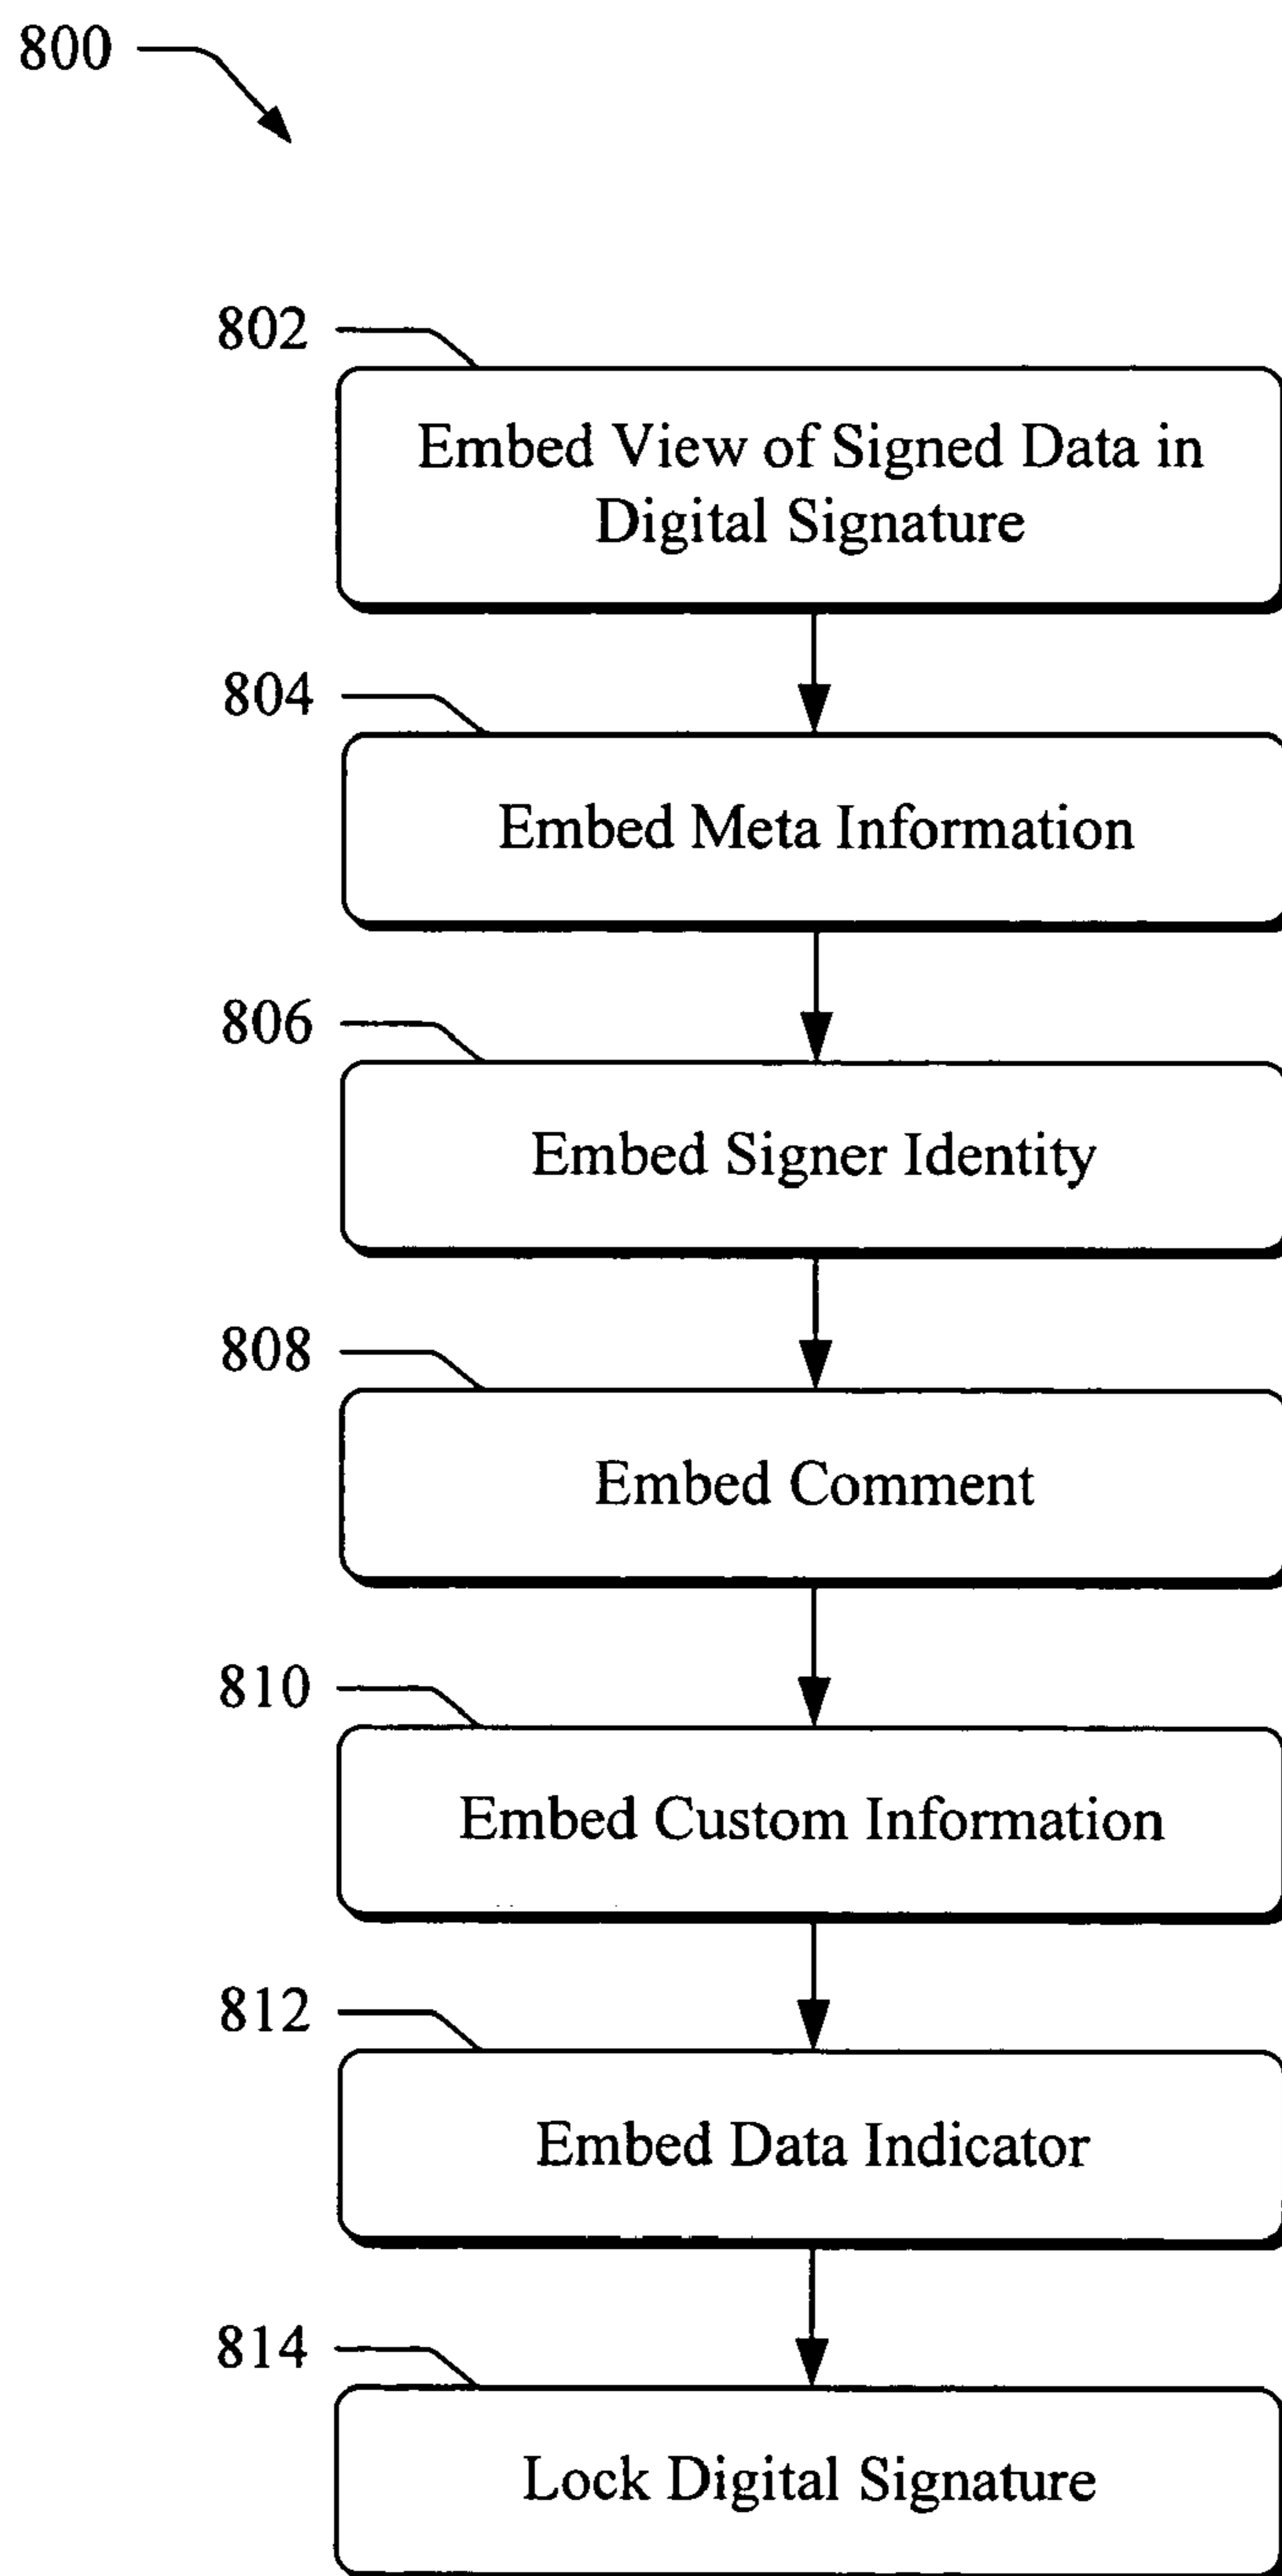 800
802
Embed View of Signed Data in
Digital Signature
804
Embed Meta Information
806
Embed Signer Identity
808
Embed Comment
810
Embed Custom Information
812
Embed Data Indicator
814
Lock Digital Signature